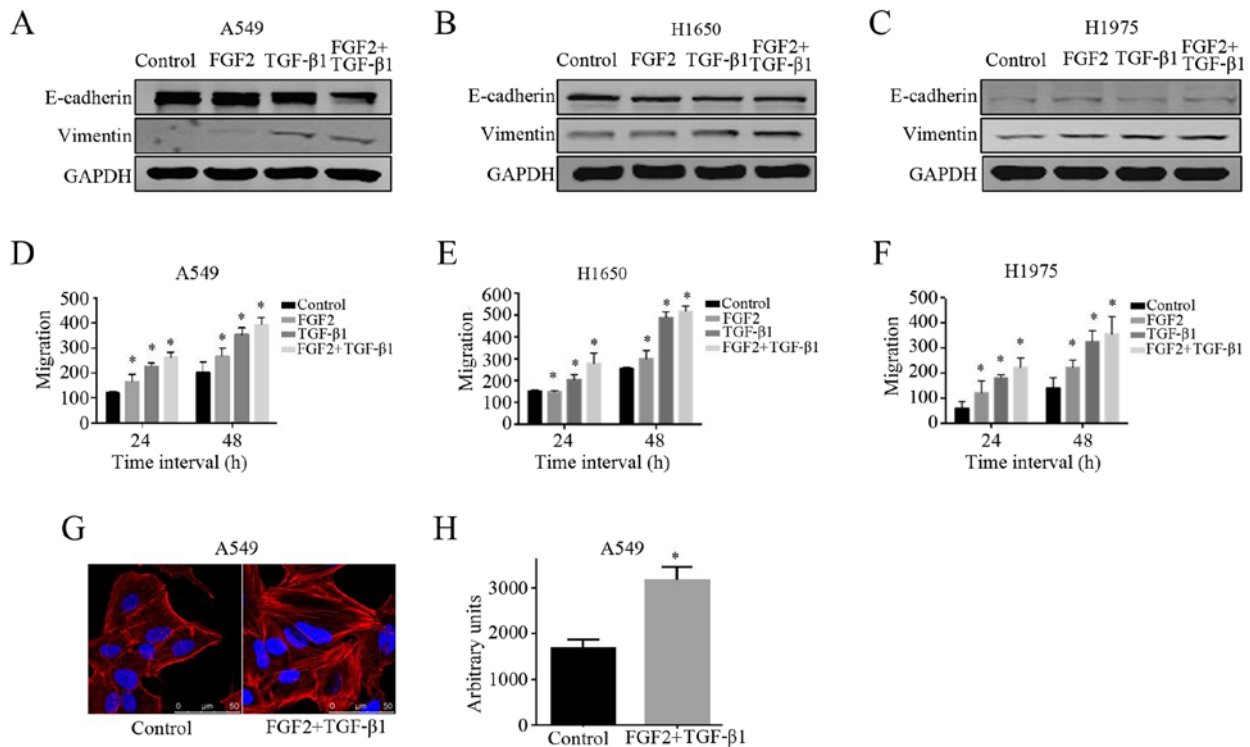 A
A549
Control FGF2 TGF-β1 FGF2+
TGF-β1
E-cadherin
Vimentin
GAPDH
B
H1650
Control FGF2 TGF-β1 FGF2+
TGF-β1
E-cadherin
Vimentin
GAPDH
C
H1975
Control FGF2 TGF-β1 FGF2+
TGF-β1
E-cadherin
Vimentin
GAPDH
D
A549
Migration
500
400
300
200
100
0
* * * * * *
Control
FGF2
TGF-β1
FGF2+TGF-β1
24 48
Time interval (h)
E
H1650
Migration
600
500
400
300
200
100
0
* * * * * *
Control
FGF2
TGF-β1
FGF2+TGF-β1
24 48
Time interval (h)
F
H1975
Migration
500
400
300
200
100
0
* * * * * *
Control
FGF2
TGF-β1
FGF2+TGF-β1
24 48
Time interval (h)
G
A549
0 µm 50
0 µm 50
Control FGF2+TGF-β1
H
A549
Arbitrary units
3000
2000
1000
0
*
Control FGF2+TGF-β1